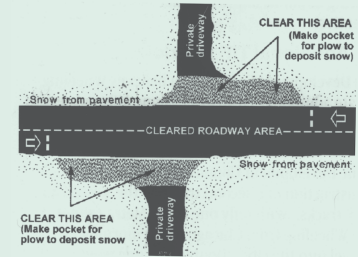 Private
driveway
CLEAR THIS AREA
(Make pocket
for plow to
deposit snow)
Snow from pavement
CLEARED ROADWAY AREA
Snow from pavement
CLEAR THIS AREA
(Make pocket for
plow to deposit snow
Private
driveway